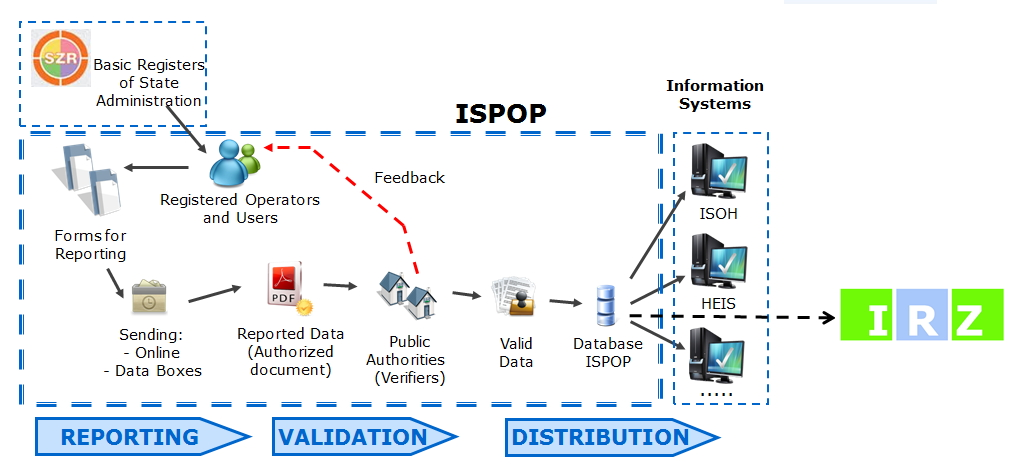 SZR
Basic Registers
of State
Administration
ISPOP
Information
Systems
Feedback
Registered Operators
and Users
ISOH
Forms for
Reporting
HEIS
PDF
Sending:
- Online
- Data Boxes
Reported Data
(Authorized
document)
Public
Authorities
(Verifiers)
Valid
Data
Database
ISPOP
I R Z
.....
REPORTING
VALIDATION
DISTRIBUTION